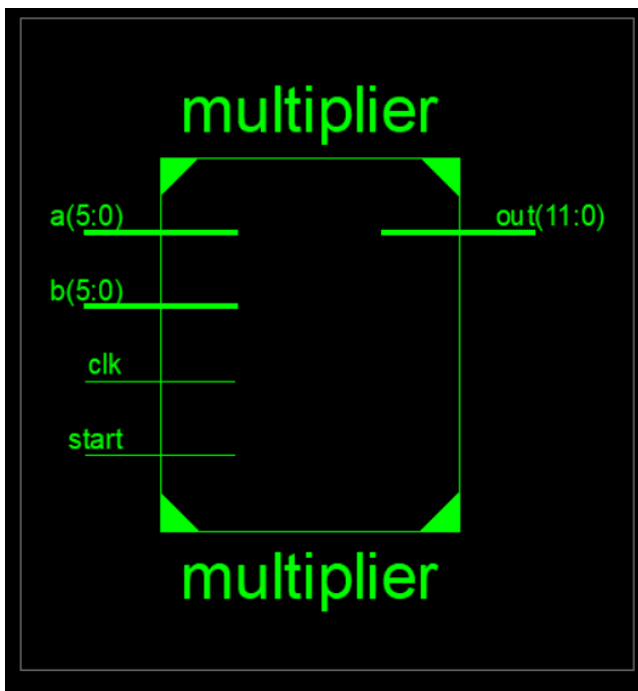 multiplier
a(5:0)
out(11:0)
b(5:0)
clk
start
multiplier